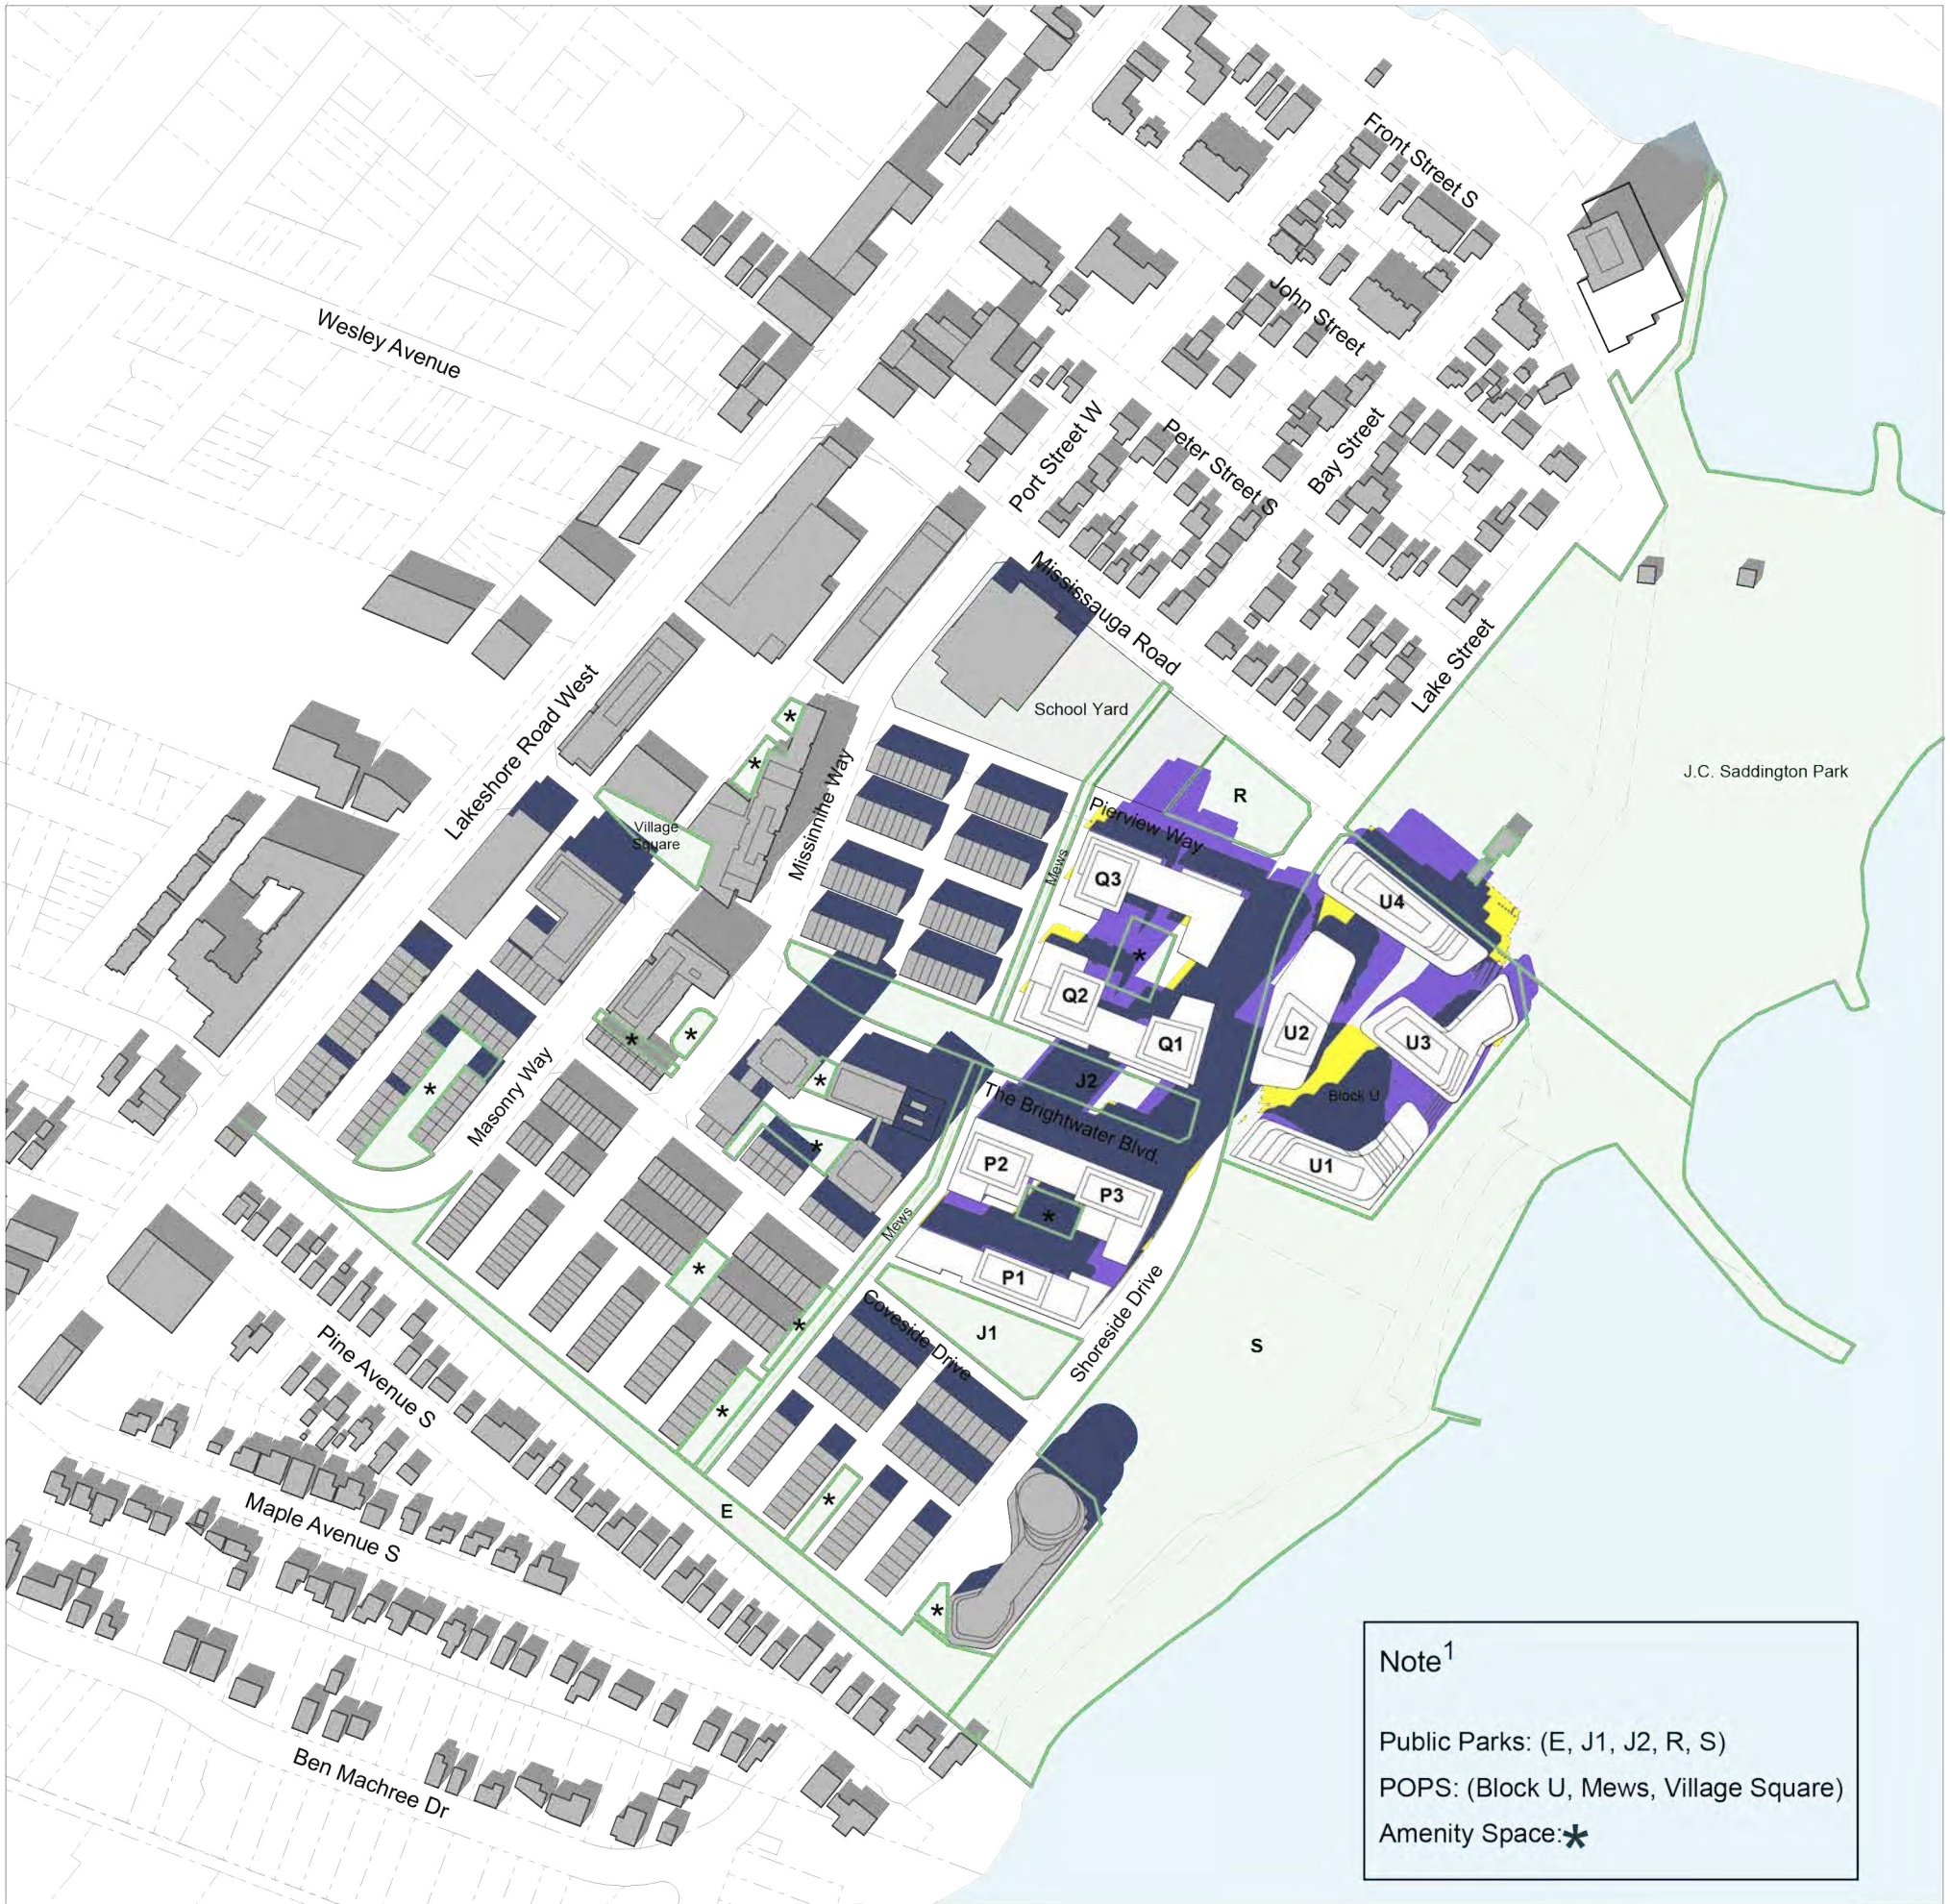 Front Street S
Wesley Avenue
John Street
Port Street W
Peter Street S
Bay Street
Mississauga Road
Lake Street
Lakeshore Road West
School Yard
J.C. Saddington Park
*
*
Missinnihe Way
R
Village
Square
Pierview Way
Mews
Q3
U4
*
Q2
Q1
U2
U3
*
*
*
*
J2
Block U
Masonry Way
The Brightwater Blvd.
*
P2
P3
U1
*
Mews
P1
*
*
Coveside Drive
J1
Shoreside Drive
S
Pine Avenue S
*
*
E
Maple Avenue S
*
Ben Machree Dr
Note1
Public Parks: (E, J1, J2, R, S)
POPS: (Block U, Mews, Village Square)
Amenity Space:*